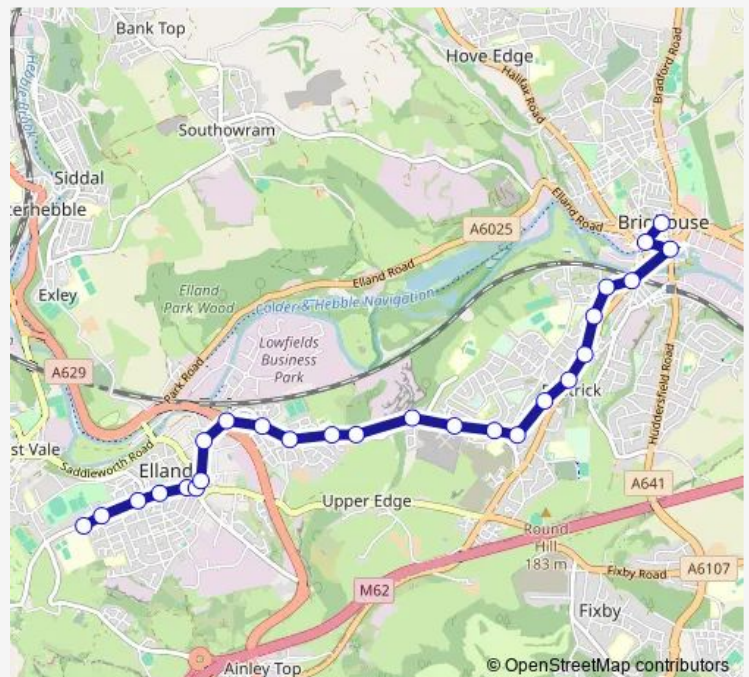 Bank Top
Hove Edge
Halifax Road
Bradford Road
Hebble Brook
Southowram
Siddal
terhebble
Elland Road
Brighouse
A6025
Elland Road
Exley
Elland
Park Wood
Calder & Hebble Navigation
Lowfields
Business
Park
Park Road
A629
Huddersfield Road
st Vale
Saddleworth Road
Elland
Upper Edge
A641
Round
Hill
183 m
Fixby Road
A6107
M62
Fixby
Ainley Top
© OpenStreetMap contributors